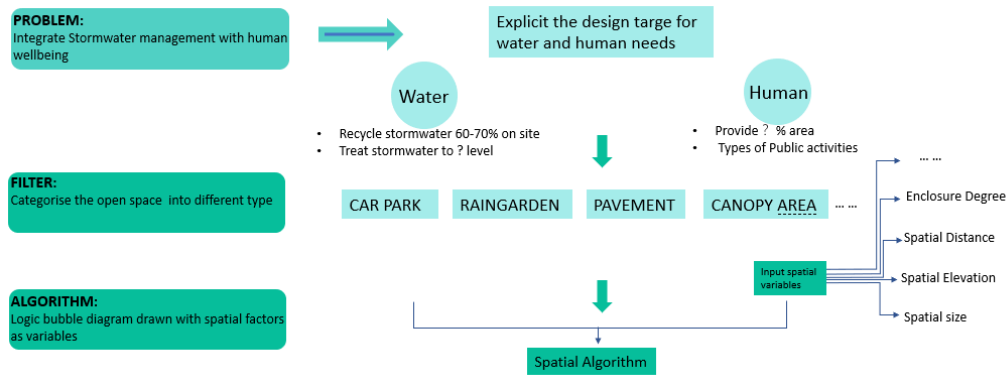 PROBLEM:
Integrate Stormwater management with human
wellbeing
Explicit the design targe for
water and human needs
Water
• Recycle stormwater 60-70% on site
• Treat stormwater to ? level
Human
• Provide ? % area
• Types of Public activities
FILTER:
Categorise the open space into different type
CAR PARK
RAINGARDEN
PAVEMENT
CANOPY AREA
... ...
... ...
Enclosure Degree
Spatial Distance
Spatial Elevation
Spatial size
Input spatial
variables
ALGORITHM:
Logic bubble diagram drawn with spatial factors
as variables
Spatial Algorithm